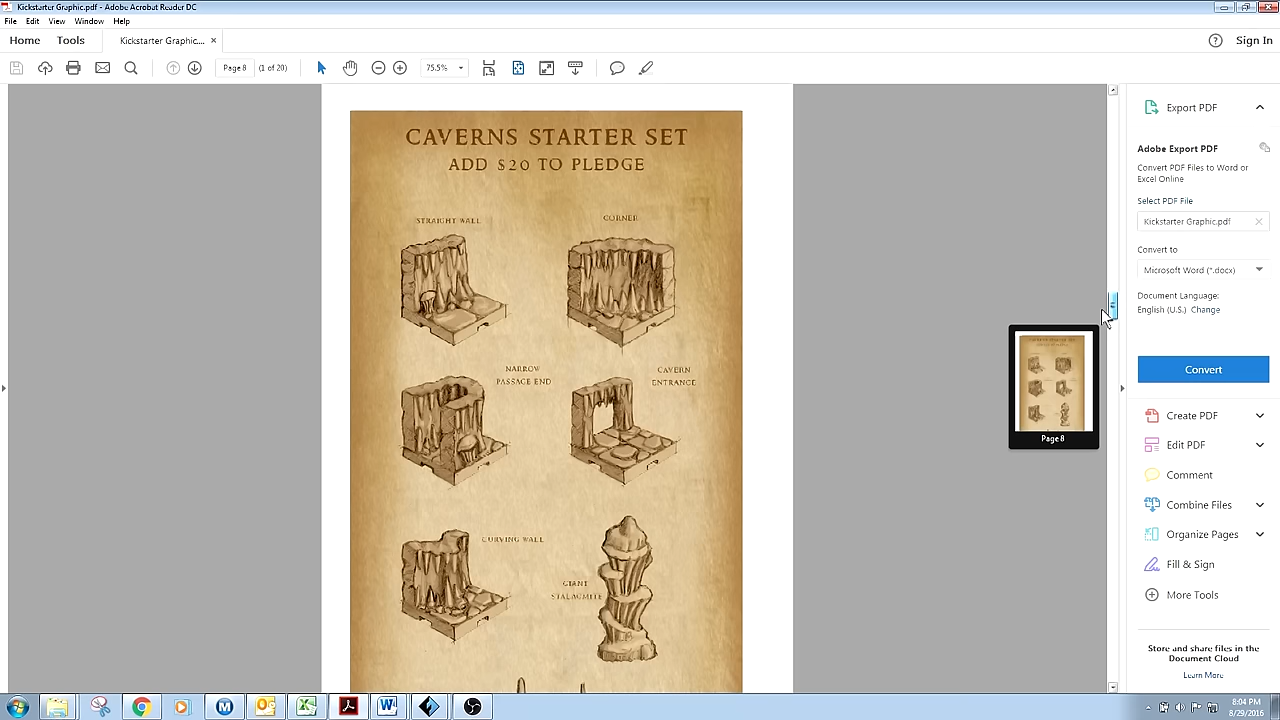 Kickstarter Graphic.pdf - Adobe Acrobat Reader DC
File Edit View Window Help
Home Tools Kickstarter Graphic... × Sign In
Page 8 (1 of 20) 75.5%
CAVERNS STARTER SET
ADD $20 TO PLEDGE
STRAIGHT WALL
CORNER
NARROW
PASSAGE END
CAVERN
ENTRANCE
CURVING WALL
GIANT
STALAGMITE
Page 8
Export PDF
Adobe Export PDF
Convert PDF Files to Word or
Excel Online
Select PDF File
Kickstarter Graphic.pdf
Convert to
Microsoft Word (*.docx)
Document Language:
English (U.S.) Change
Convert
Create PDF
Edit PDF
Comment
Combine Files
Organize Pages
Fill & Sign
More Tools
Store and share files in the
Document Cloud
Learn More
8:04 PM
8/29/2016